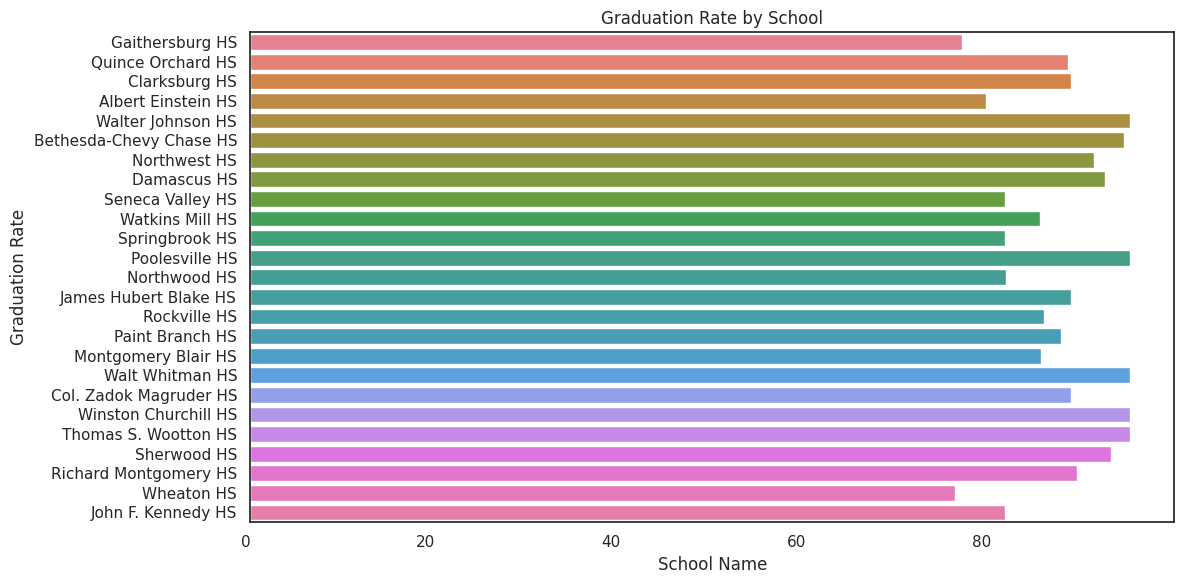 Graduation Rate by School
Gaithersburg HS
Quince Orchard HS
Clarksburg HS
Albert Einstein HS
Walter Johnson HS
Bethesda-Chevy Chase HS
Northwest HS
Damascus HS
Seneca Valley HS
Watkins Mill HS
Springbrook HS
Poolesville HS
Northwood HS
James Hubert Blake HS
Rockville HS
Paint Branch HS
Montgomery Blair HS
Walt Whitman HS
Col. Zadok Magruder HS
Winston Churchill HS
Thomas S. Wootton HS
Sherwood HS
Richard Montgomery HS
Wheaton HS
John F. Kennedy HS
Graduation Rate
0 20 40 60 80
School Name